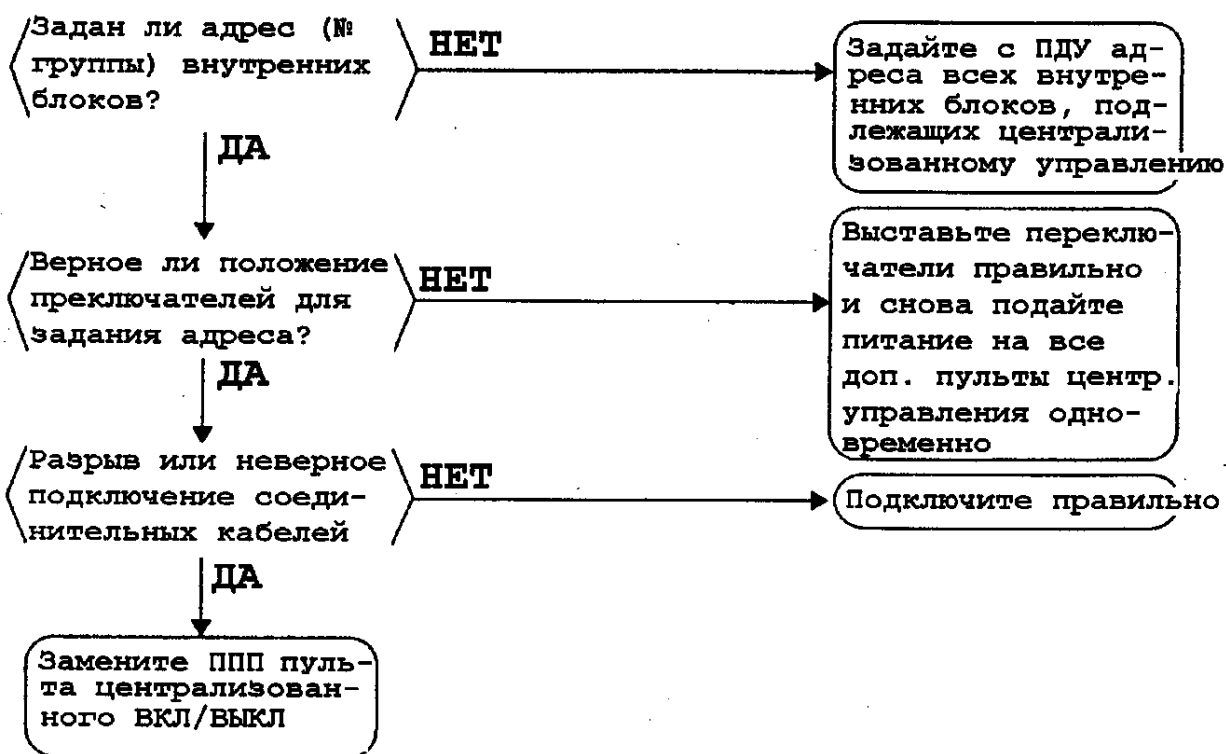 Задан ли адрес (№
группы) внутренних
блоков?
НЕТ
Задайте с ПДУ ад-
реса всех внутре-
нних блоков, под-
лежащих централи-
зованному управлению
ДА
Верное ли положение
преключателей для
задания адреса?
НЕТ
Выставьте переклю-
чатели правильно
и снова подайте
питание на все
доп. пульты центр.
управления одно-
временно
ДА
Разрыв или неверное
подключение соеди-
нительных кабелей
НЕТ
Подключите правильно
ДА
Замените ППП пуль-
та централизован-
ного ВКЛ/ВЫКЛ